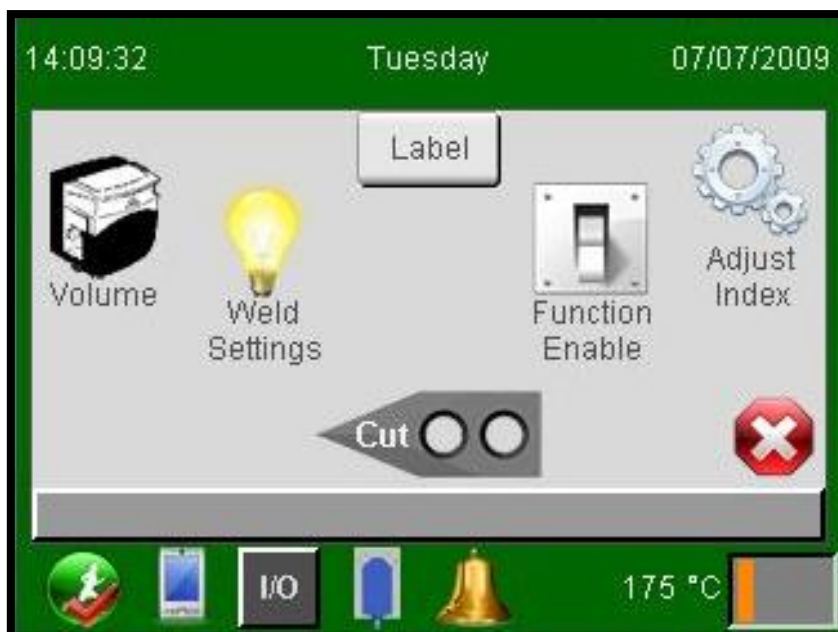 14:09:32 Tuesday 07/07/2009
Label
Volume
Weld
Settings
Function
Enable
Adjust
Index
Cut
I/O
175 °C